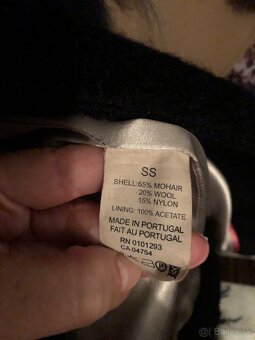 SS
SHELL:65% MOHAIR
20% WOOL
15% NYLON
LINING: 100% ACETATE
MADE IN PORTUGAL
FAIT AU PORTUGAL
RN 0101293
CA 04754